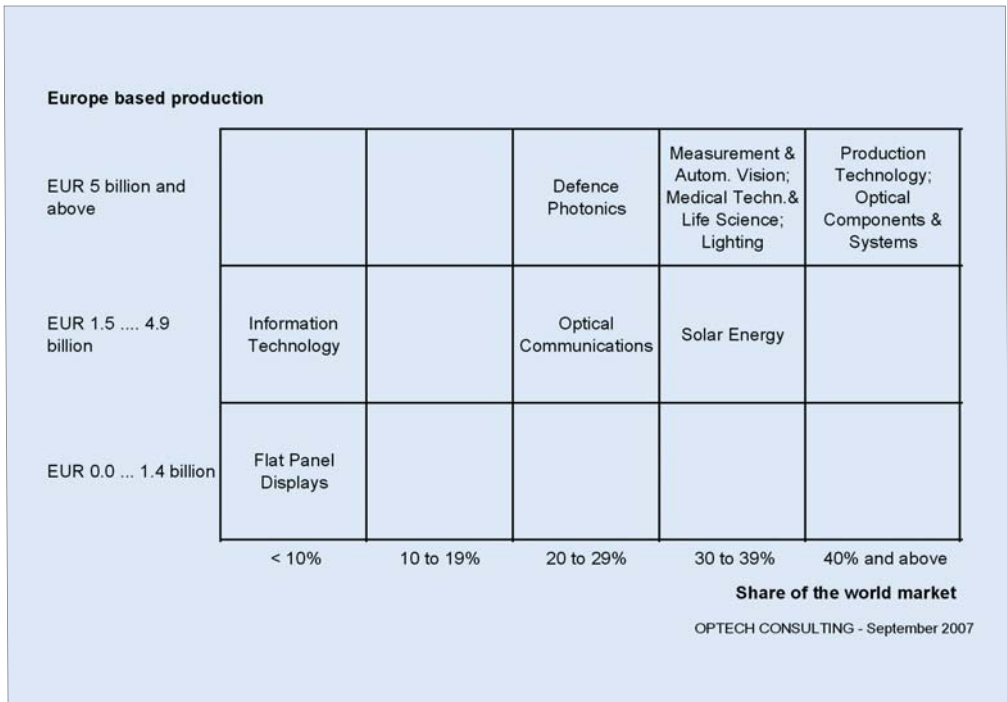 Europe based production
EUR 5 billion and
above
Defence
Photonics
Measurement &
Autom. Vision;
Medical Techn.&
Life Science;
Lighting
Production
Technology;
Optical
Components &
Systems
EUR 1.5 .... 4.9
billion
Information
Technology
Optical
Communications
Solar Energy
EUR 0.0 ... 1.4 billion
Flat Panel
Displays
< 10%
10 to 19%
20 to 29%
30 to 39%
40% and above
Share of the world market
OPTECH CONSULTING - September 2007